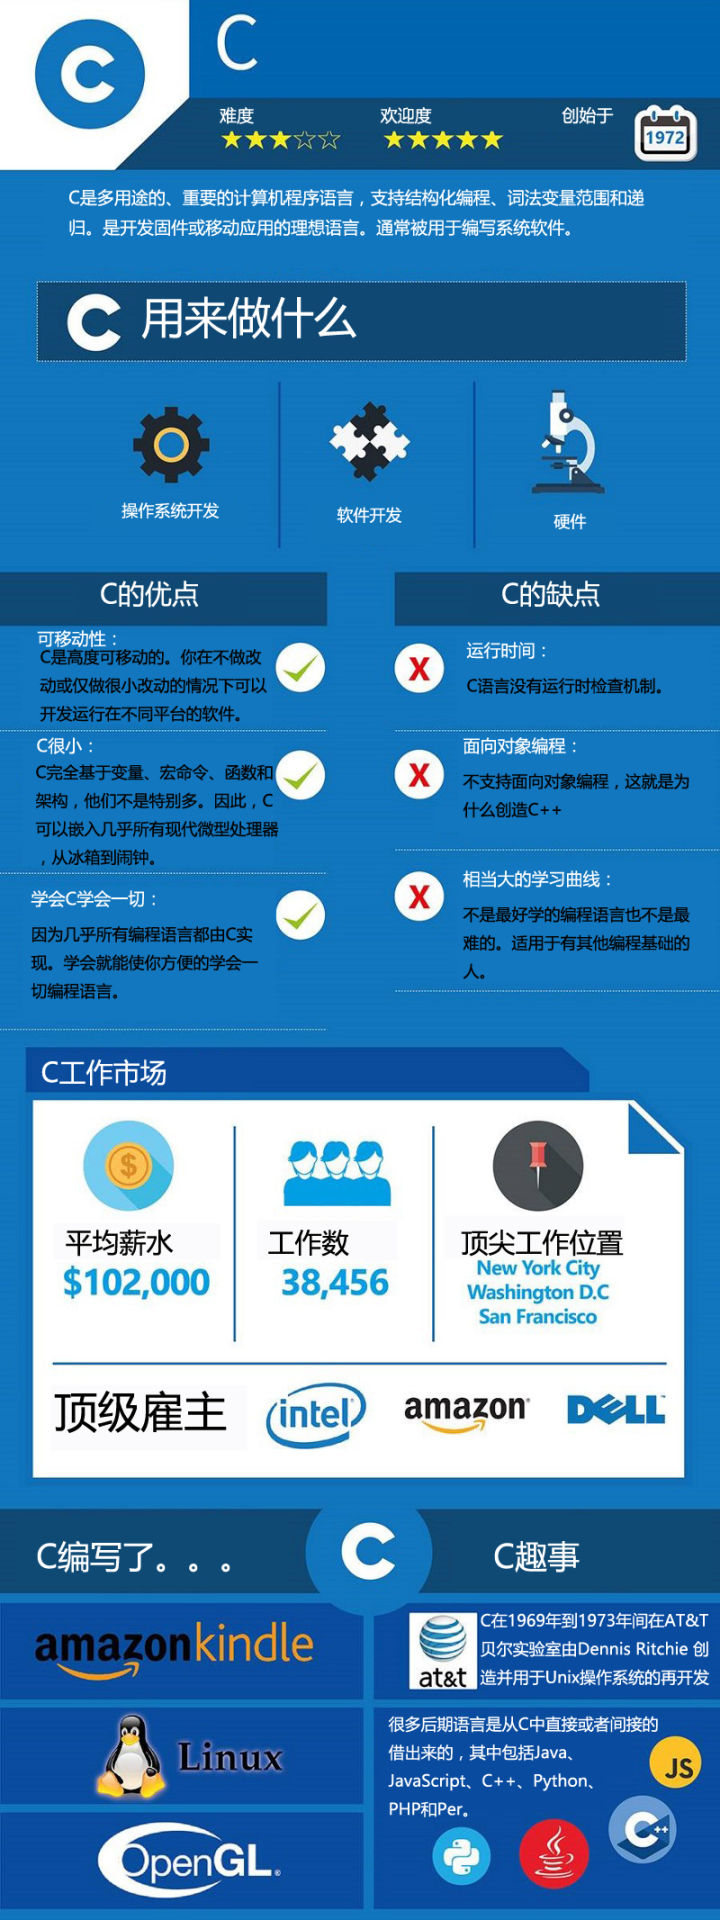 C
C
难度
欢迎度
创始于
1972
C是多用途的、重要的计算机程序语言，支持结构化编程、词法变量范围和递
归。是开发固件或移动应用的理想语言。通常被用于编写系统软件。
C 用来做什么
操作系统开发
软件开发
硬件
C的优点
可移动性：
C是高度可移动的。你在不做改
动或仅做很小改动的情况下可以
开发运行在不同平台的软件。
C很小：
C完全基于变量、宏命令、函数和
架构，他们不是特别多。因此，C
可以嵌入几乎所有现代微型处理器
，从冰箱到闹钟。
学会C学会一切：
因为几乎所有编程语言都由C实
现。学会就能使你方便的学会一
切编程语言。
C的缺点
X
运行时间：
C语言没有运行时检查机制。
X
面向对象编程：
不支持面向对象编程，这就是为
什么创造C++
X
相当大的学习曲线：
不是最好学的编程语言也不是最
难的。适用于有其他编程基础的
人。
C工作市场
$
平均薪水
$102,000
工作数
38,456
顶尖工作位置
New York City
Washington D.C
San Francisco
顶级雇主
intel
amazon
DELL
C编写了。。。
C
C趣事
amazonkindle
Linux
OpenGL
at&t
C在1969年到1973年间在AT&T
贝尔实验室由Dennis Ritchie 创
造并用于Unix操作系统的再开发
很多后期语言是从C中直接或者间接的
借出来的，其中包括Java、
JavaScript、C++、Python、
PHP和Per。
JS
C++